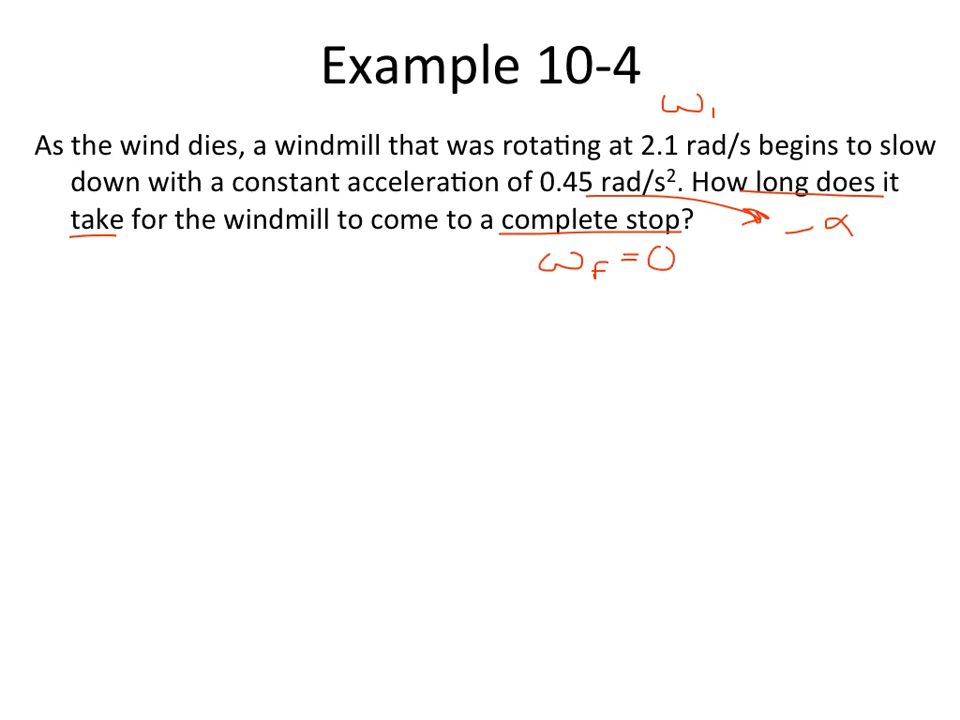 Example 10-4
ω₁
As the wind dies, a windmill that was rotating at 2.1 rad/s begins to slow
down with a constant acceleration of 0.45 rad/s². How long does it
take for the windmill to come to a complete stop?
– α
ω_F = 0